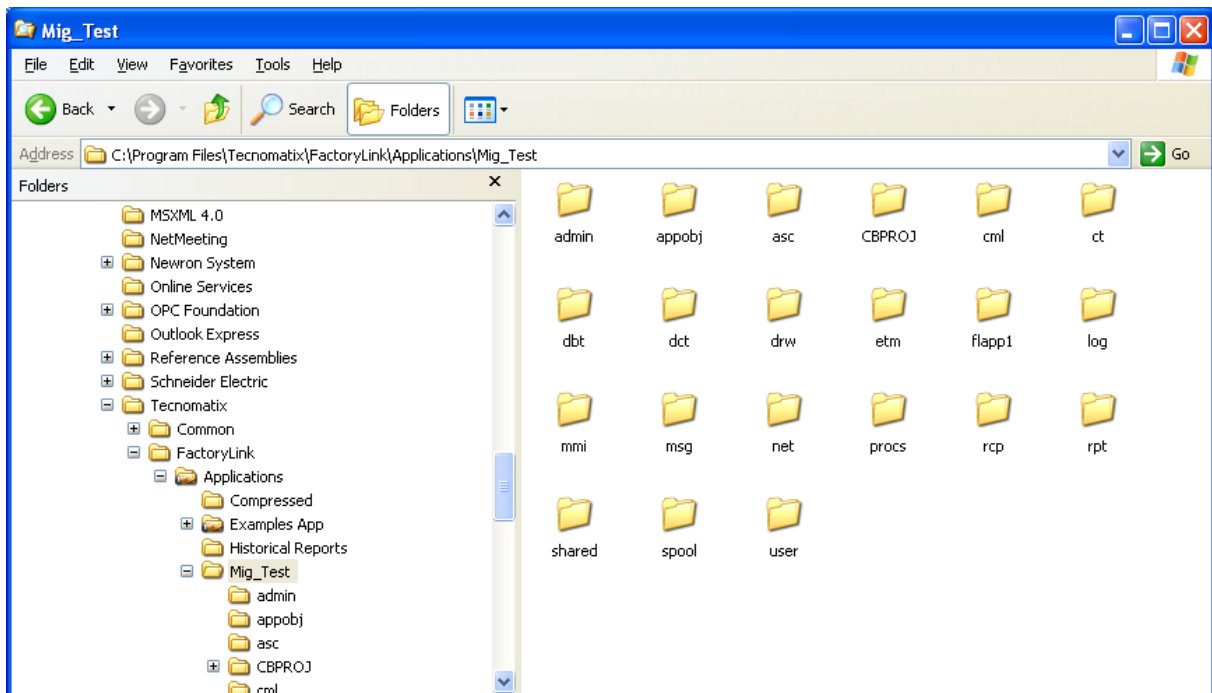 Mig_Test
File Edit View Favorites Tools Help
Back Search Folders
Address C:\Program Files\Tecnomatix\FactoryLink\Applications\Mig_Test Go
Folders
MSXML 4.0
NetMeeting
Newron System
Online Services
OPC Foundation
Outlook Express
Reference Assemblies
Schneider Electric
Tecnomatix
Common
FactoryLink
Applications
Compressed
Examples App
Historical Reports
Mig_Test
admin
appobj
asc
CBPROJ
cml
admin appobj asc CBPROJ cml ct
dbt dct drw etm flapp1 log
mmi msg net procs rcp rpt
shared spool user